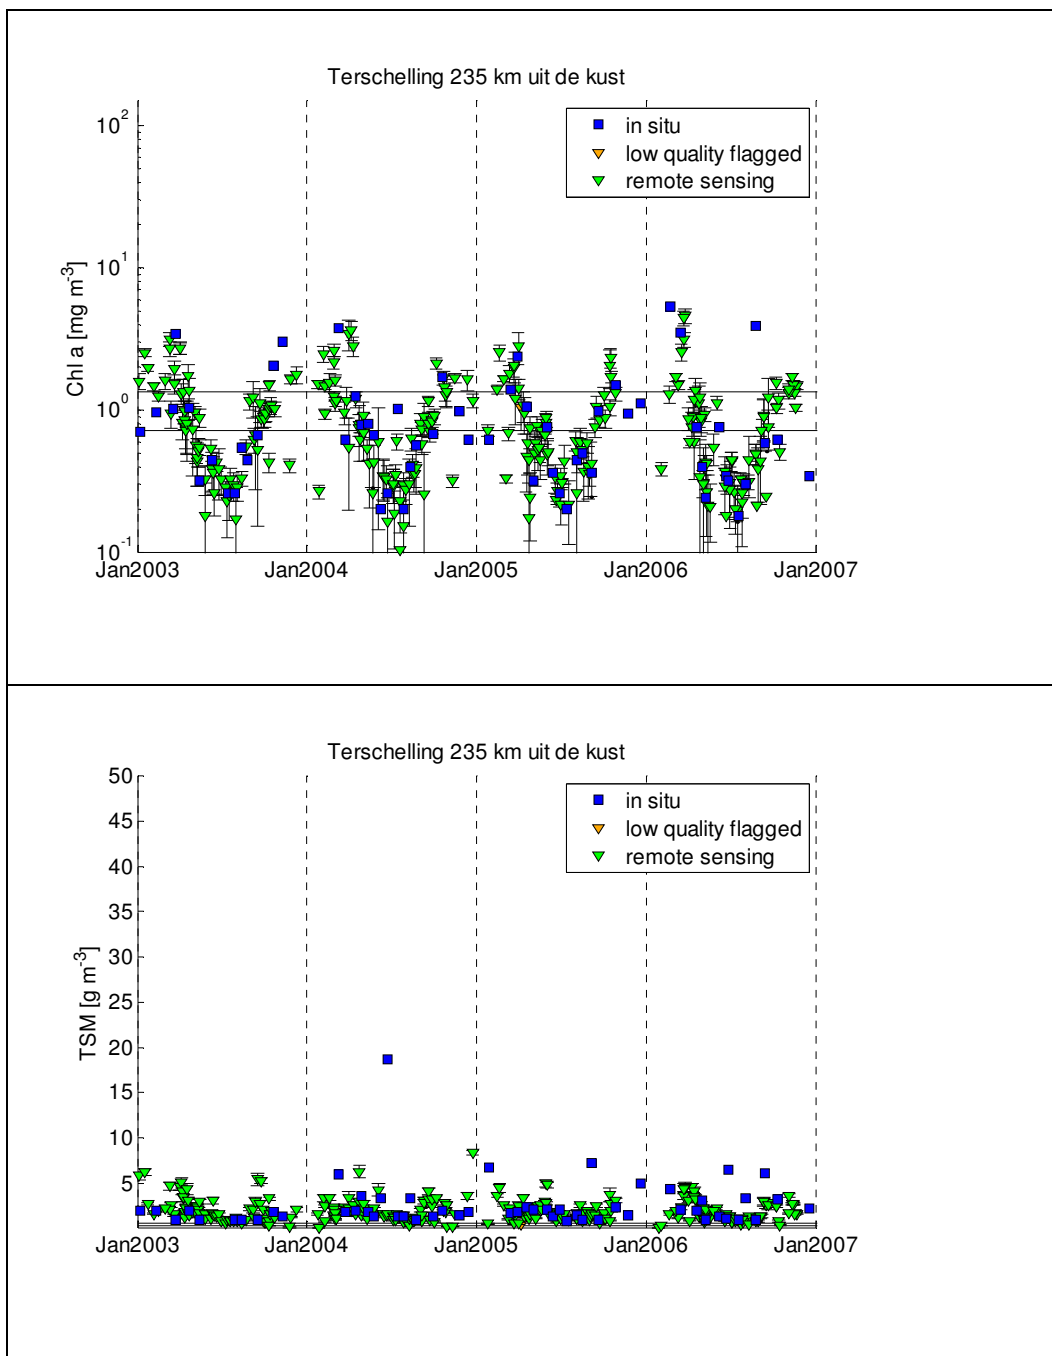 Terschelling 235 km uit de kust
in situ
low quality flagged
remote sensing
Chl a [mg m-3]
10^2
10^1
10^0
10^-1
Jan2003 Jan2004 Jan2005 Jan2006 Jan2007
Terschelling 235 km uit de kust
in situ
low quality flagged
remote sensing
TSM [g m-3]
50
45
40
35
30
25
20
15
10
5
Jan2003 Jan2004 Jan2005 Jan2006 Jan2007